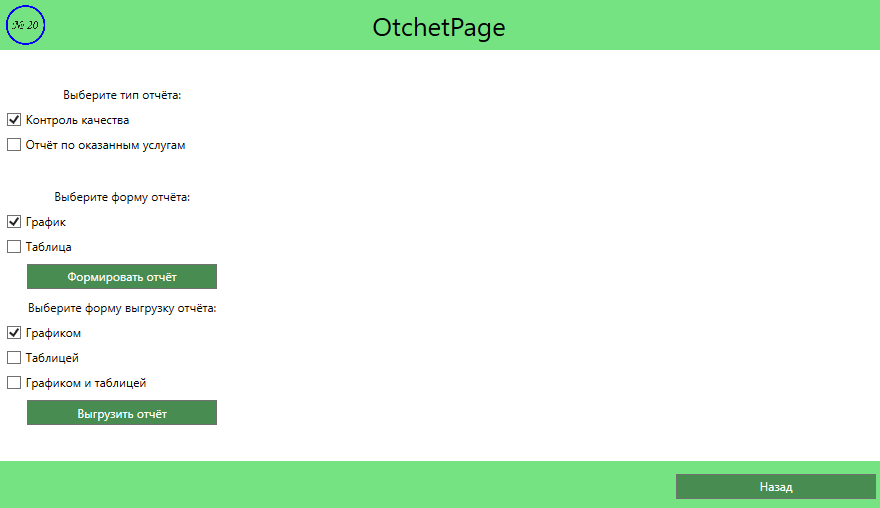 № 20
OtchetPage
Выберите тип отчёта:
Контроль качества
Отчёт по оказанным услугам
Выберите форму отчёта:
График
Таблица
Формировать отчёт
Выберите форму выгрузку отчёта:
Графиком
Таблицей
Графиком и таблицей
Выгрузить отчёт
Назад